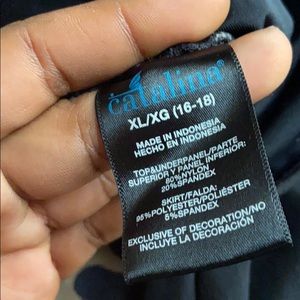 catalina®
XL/XG (16-18)
MADE IN INDONESIA
HECHO EN INDONESIA
TOP&UNDERPANEL/PARTE
SUPERIOR Y PANEL INFERIOR:
80%NYLON
20%SPANDEX
SKIRT/FALDA:
95%POLYESTER/POLIÉSTER
5%SPANDEX
EXCLUSIVE OF DECORATION/NO
INCLUYE LA DECORACIÓN